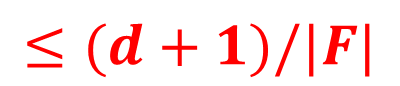 ≤ (d + 1)/|F|